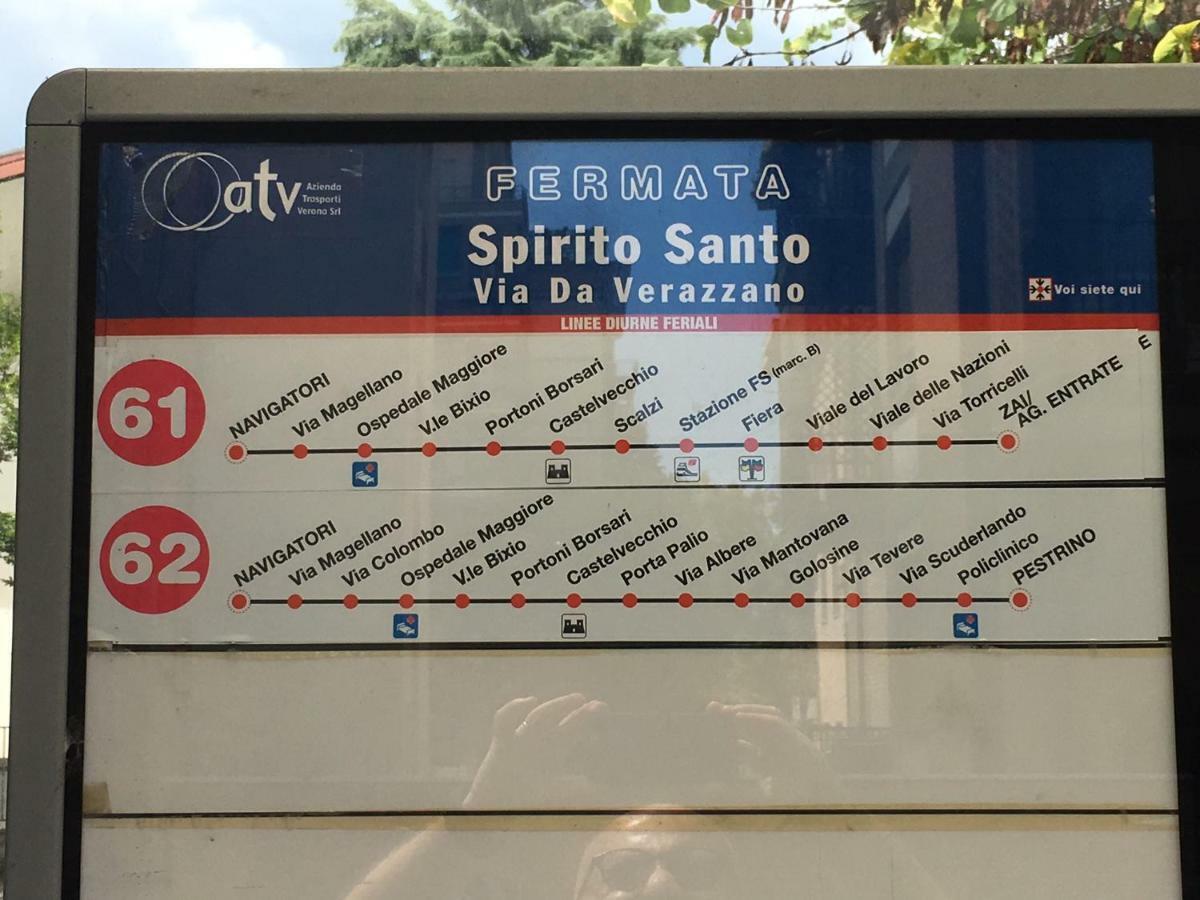 atv
Azienda
Trasporti
Verona Srl
FERMATA
Spirito Santo
Via Da Verazzano
Voi siete qui
LINEE DIURNE FERIALI
61
NAVIGATORI
Via Magellano
Ospedale Maggiore
V.le Bixio
Portoni Borsari
Castelvecchio
Scalzi
Stazione FS (marc. B)
Fiera
Viale del Lavoro
Viale delle Nazioni
Via Torricelli
ZAI/
AG. ENTRATE
E
62
NAVIGATORI
Via Magellano
Via Colombo
Ospedale Maggiore
V.le Bixio
Portoni Borsari
Castelvecchio
Porta Palio
Via Albere
Via Mantovana
Golosine
Via Tevere
Via Scuderlando
Policlinico
PESTRINO